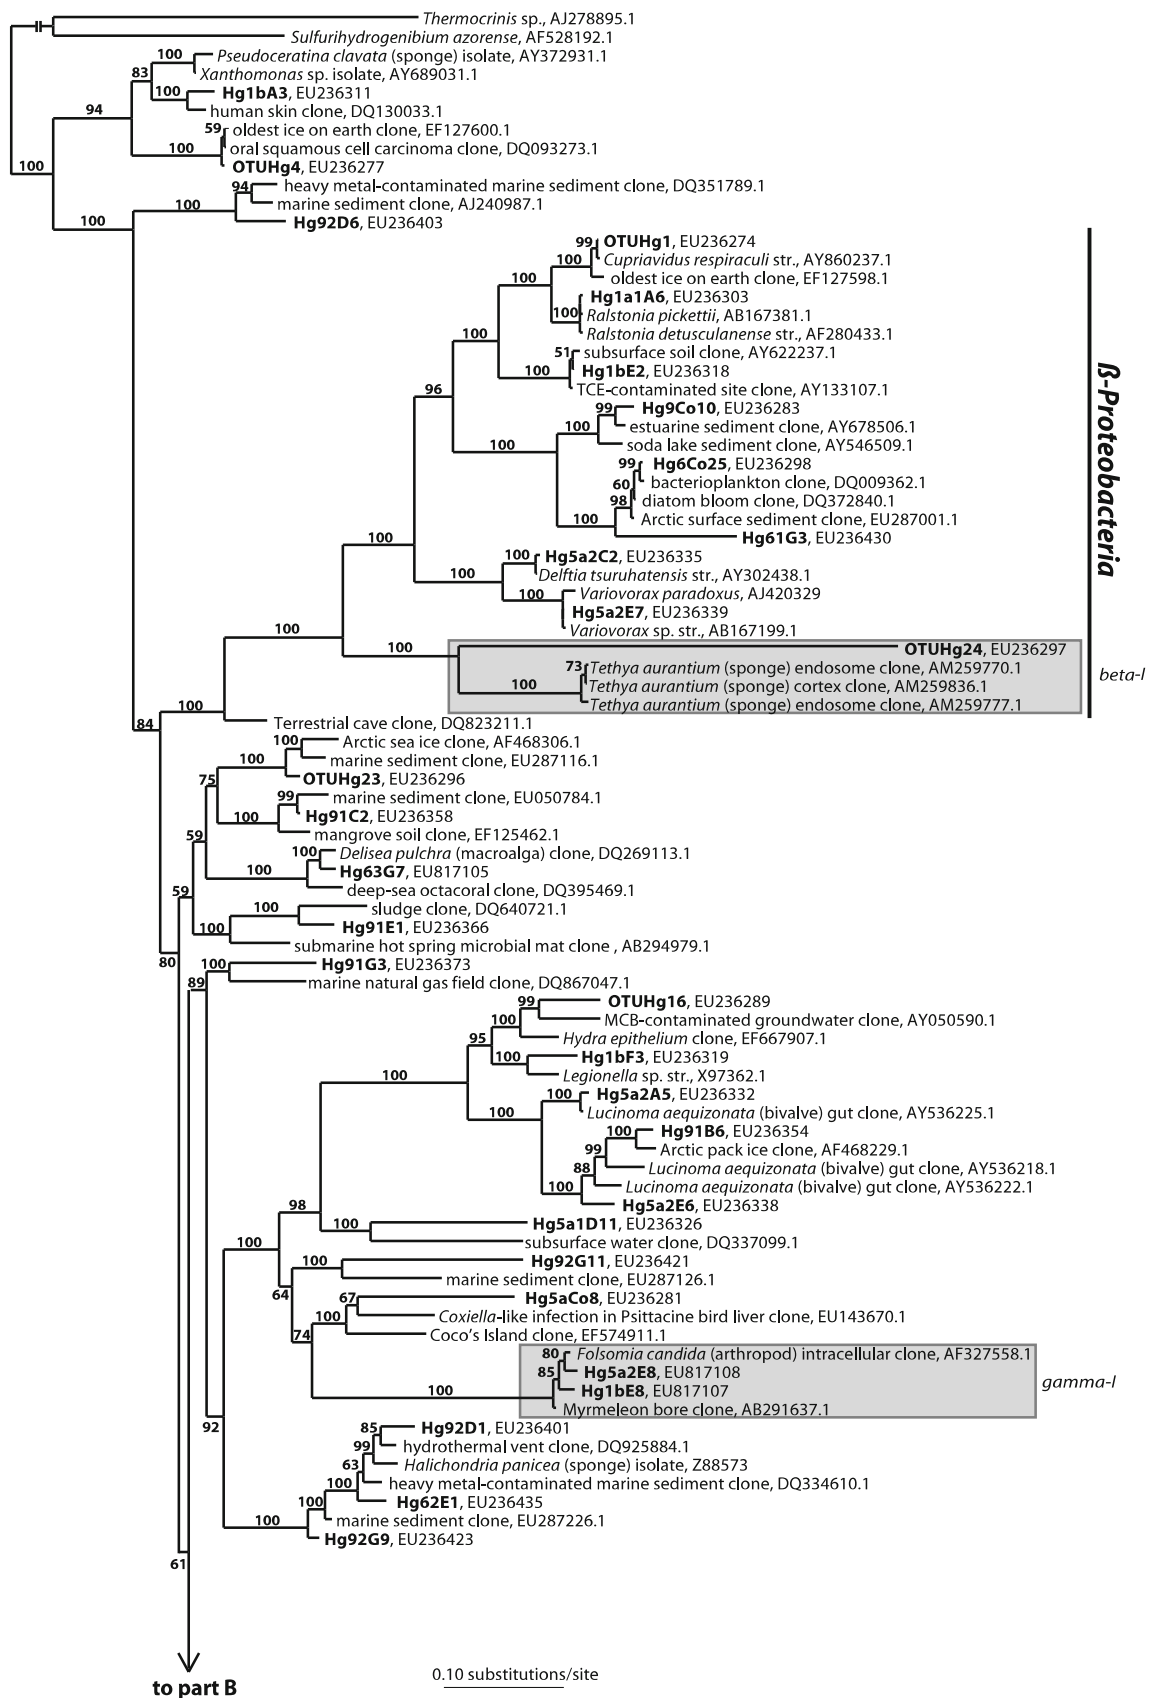 Thermocrinis sp., AJ278895.1
Sulfurihydrogenibium azorense, AF528192.1
100 Pseudoceratina clavata (sponge) isolate, AY372931.1
83 Xanthomonas sp. isolate, AY689031.1
100 Hg1bA3, EU236311
94 human skin clone, DQ130033.1
59 oldest ice on earth clone, EF127600.1
100 oral squamous cell carcinoma clone, DQ093273.1
100 OTUHg4, EU236277
94 heavy metal-contaminated marine sediment clone, DQ351789.1
100 marine sediment clone, AJ240987.1
100 Hg92D6, EU236403
99 OTUHg1, EU236274
100 Cupriavidus respiraculi str., AY860237.1
100 oldest ice on earth clone, EF127598.1
Hg1a1A6, EU236303
100 Ralstonia pickettii, AB167381.1
100 Ralstonia detusculanense str., AF280433.1
51 subsurface soil clone, AY622237.1
100 Hg1bE2, EU236318
96 TCE-contaminated site clone, AY133107.1
99 Hg9Co10, EU236283
100 estuarine sediment clone, AY678506.1
100 soda lake sediment clone, AY546509.1
99 Hg6Co25, EU236298
60 bacterioplankton clone, DQ009362.1
98 diatom bloom clone, DQ372840.1
100 Arctic surface sediment clone, EU287001.1
100 Hg61G3, EU236430
100 Hg5a2C2, EU236335
100 Delftia tsuruhatensis str., AY302438.1
100 Variovorax paradoxus, AJ420329
Hg5a2E7, EU236339
100 Variovorax sp. str., AB167199.1
100 OTUHg24, EU236297
73 Tethya aurantium (sponge) endosome clone, AM259770.1
100 Tethya aurantium (sponge) cortex clone, AM259836.1
100 Tethya aurantium (sponge) endosome clone, AM259777.1
ß-Proteobacteria
beta-I
84 Terrestrial cave clone, DQ823211.1
100 Arctic sea ice clone, AF468306.1
100 marine sediment clone, EU287116.1
75 OTUHg23, EU236296
99 marine sediment clone, EU050784.1
100 Hg91C2, EU236358
59 mangrove soil clone, EF125462.1
100 Delisea pulchra (macroalga) clone, DQ269113.1
100 Hg63G7, EU817105
59 deep-sea octacoral clone, DQ395469.1
100 sludge clone, DQ640721.1
100 Hg91E1, EU236366
submarine hot spring microbial mat clone , AB294979.1
80 100 Hg91G3, EU236373
89 marine natural gas field clone, DQ867047.1
99 OTUHg16, EU236289
100 MCB-contaminated groundwater clone, AY050590.1
95 Hydra epithelium clone, EF667907.1
100 Hg1bF3, EU236319
100 Legionella sp. str., X97362.1
100 Hg5a2A5, EU236332
100 Lucinoma aequizonata (bivalve) gut clone, AY536225.1
100 Hg91B6, EU236354
99 Arctic pack ice clone, AF468229.1
88 Lucinoma aequizonata (bivalve) gut clone, AY536218.1
100 Lucinoma aequizonata (bivalve) gut clone, AY536222.1
98 Hg5a2E6, EU236338
100 Hg5a1D11, EU236326
100 subsurface water clone, DQ337099.1
100 Hg92G11, EU236421
64 marine sediment clone, EU287126.1
67 Hg5aCo8, EU236281
100 Coxiella-like infection in Psittacine bird liver clone, EU143670.1
74 Coco's Island clone, EF574911.1
80 Folsomia candida (arthropod) intracellular clone, AF327558.1
85 Hg5a2E8, EU817108
100 Hg1bE8, EU817107
Myrmeleon bore clone, AB291637.1
gamma-I
92 85 Hg92D1, EU236401
99 hydrothermal vent clone, DQ925884.1
63 Halichondria panicea (sponge) isolate, Z88573
100 heavy metal-contaminated marine sediment clone, DQ334610.1
100 Hg62E1, EU236435
100 marine sediment clone, EU287226.1
Hg92G9, EU236423
61
to part B
0.10 substitutions/site